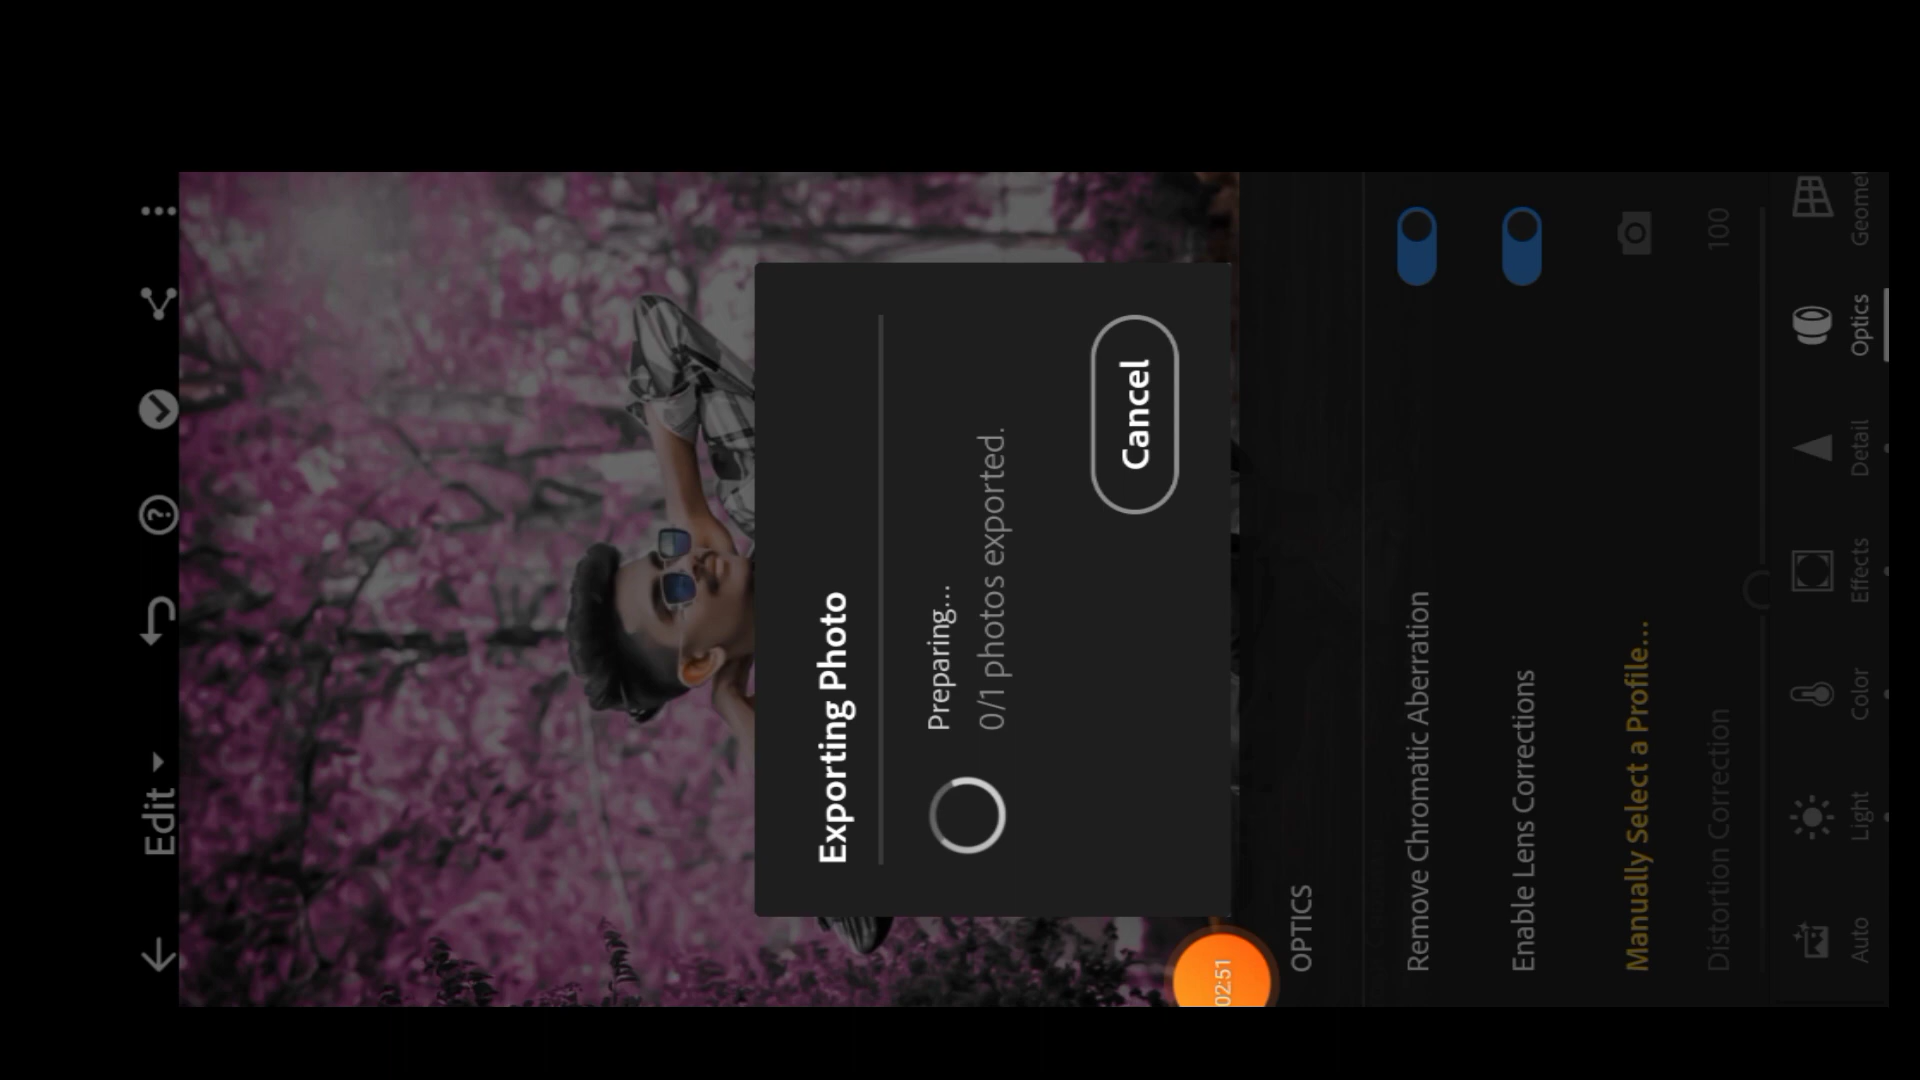 Edit
Exporting Photo
Preparing...
0/1 photos exported.
Cancel
02:51
OPTICS
Remove Chromatic Aberration
Enable Lens Corrections
Manually Select a Profile...
Distortion Correction 100
Auto Light Color Effects Detail Optics Geome